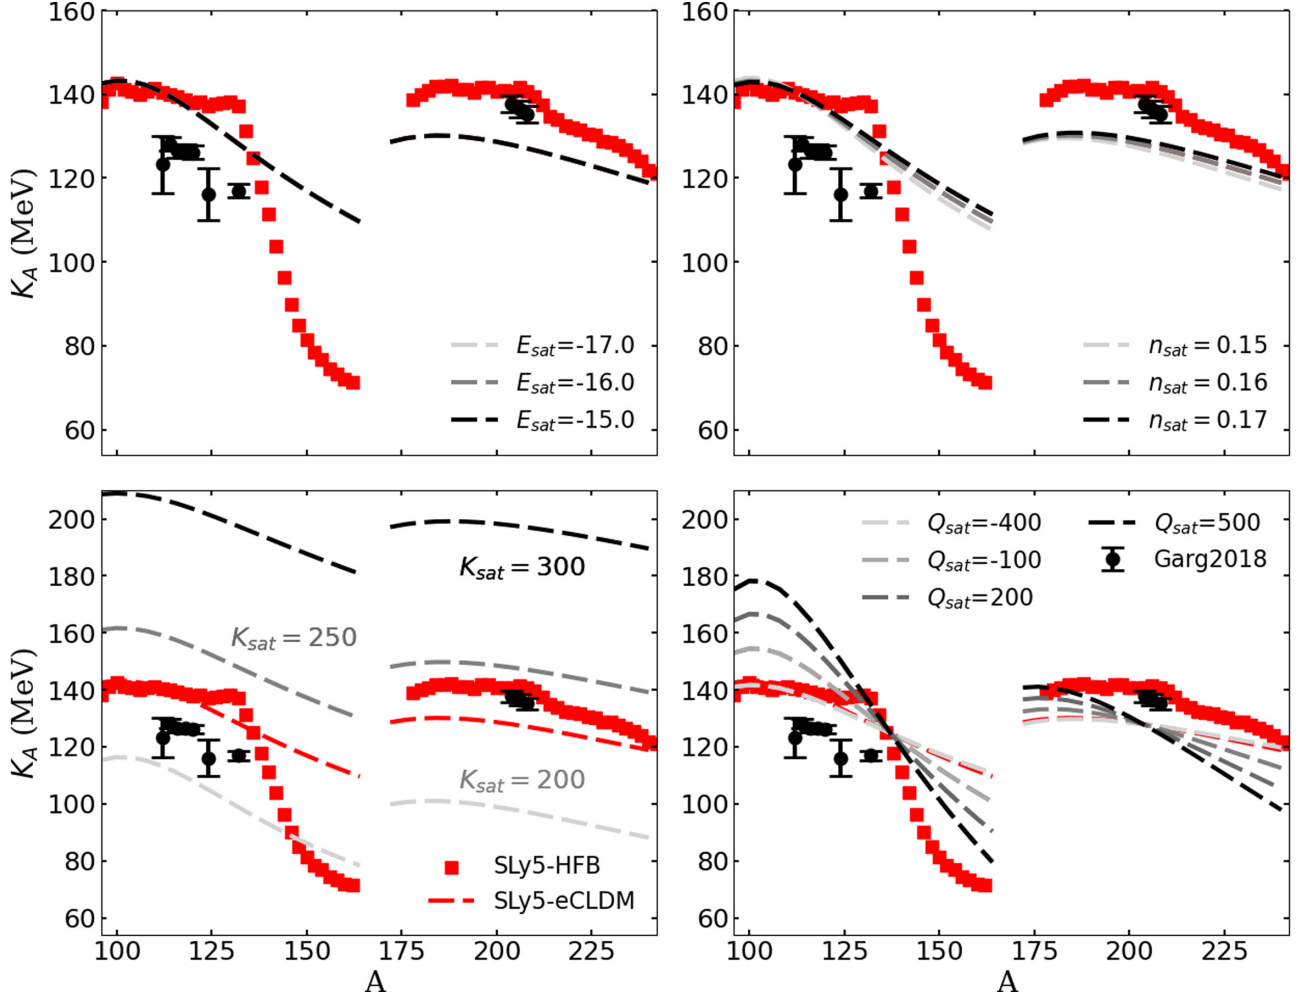 160
140
120
100
80
60
K_A (MeV)
E_sat=-17.0
E_sat=-16.0
E_sat=-15.0
160
140
120
100
80
60
n_sat = 0.15
n_sat = 0.16
n_sat = 0.17
200
180
160
140
120
100
80
60
K_A (MeV)
K_sat = 300
K_sat = 250
K_sat = 200
SLy5-HFB
SLy5-eCLDM
100 125 150 175 200 225
A
200
180
160
140
120
100
80
60
Q_sat=-400 Q_sat=500
Q_sat=-100 Garg2018
Q_sat=200
100 125 150 175 200 225
A